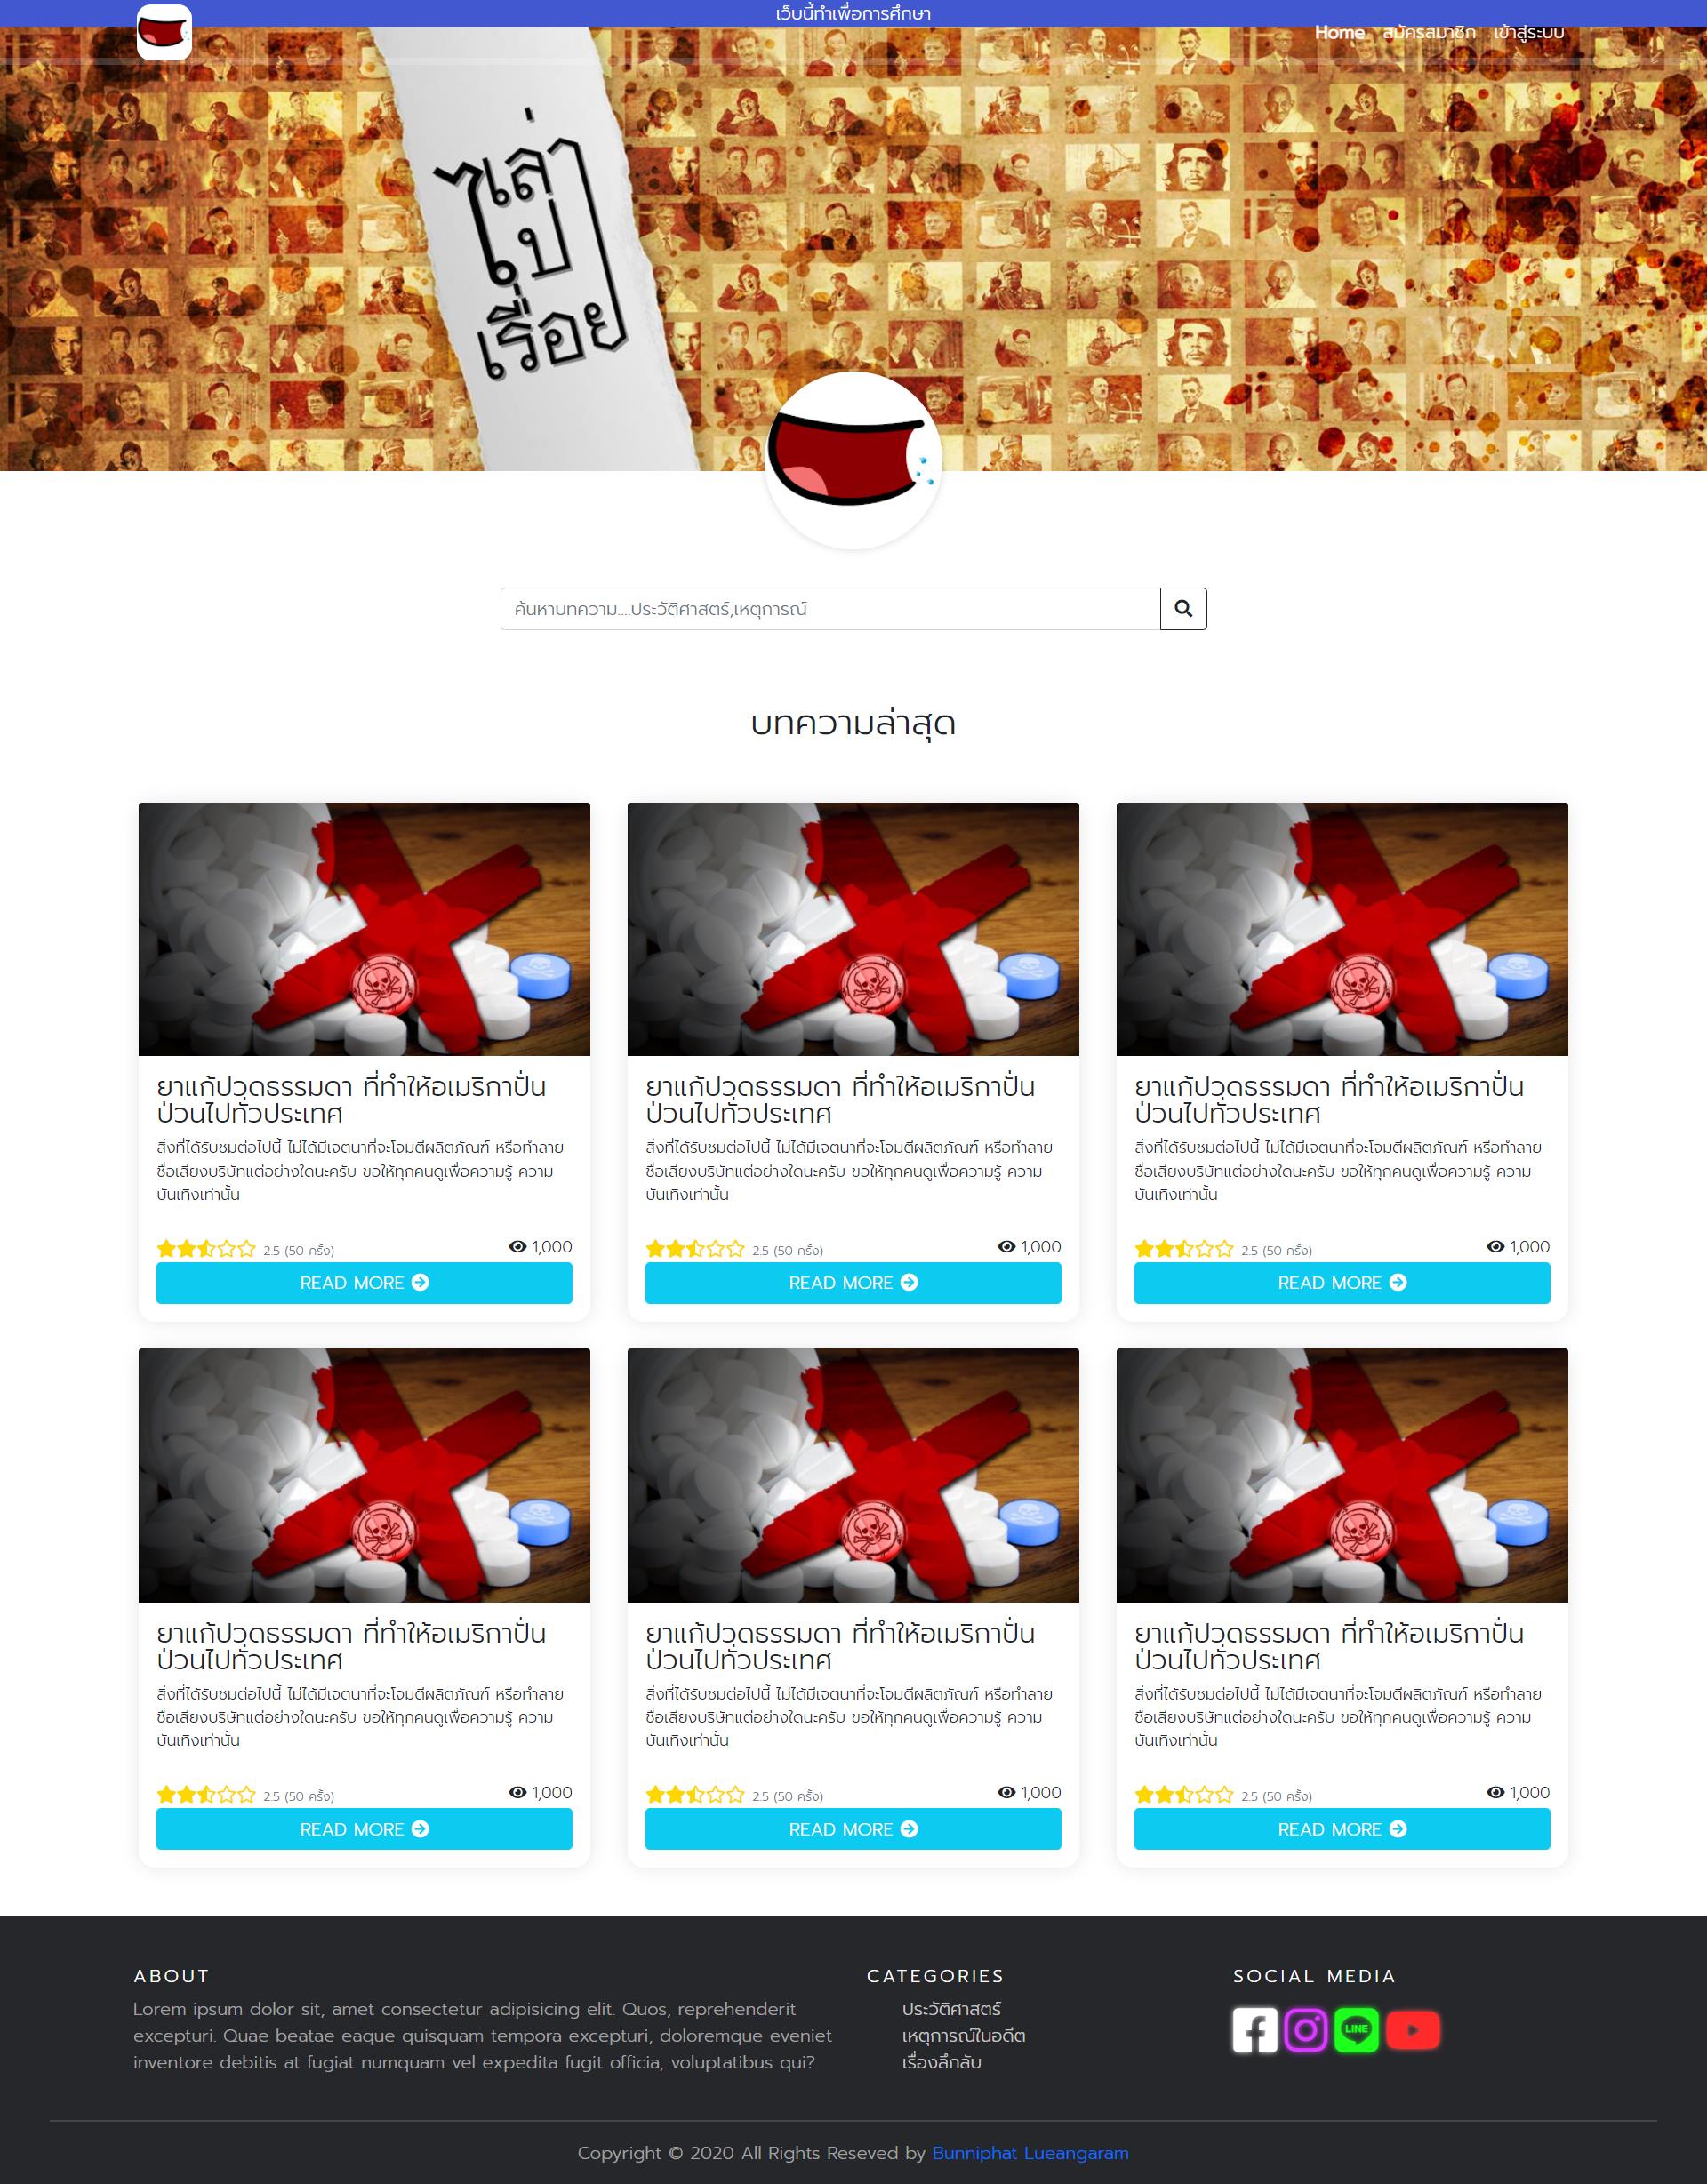 เว็บนี้ทำเพื่อการศึกษา
Home สมัครสมาชิก เข้าสู่ระบบ
เล่า
ไป
เรื่อย
ค้นหาบทความ....ประวัติศาสตร์,เหตุการณ์
บทความล่าสุด
ยาแก้ปวดธรรมดา ที่ทำให้อเมริกาปั่น
ป่วนไปทั่วประเทศ
สิ่งที่ได้รับชมต่อไปนี้ ไม่ได้มีเจตนาที่จะโจมตีผลิตภัณฑ์ หรือทำลาย
ชื่อเสียงบริษัทแต่อย่างใดนะครับ ขอให้ทุกคนดูเพื่อความรู้ ความ
บันเทิงเท่านั้น
2.5 (50 ครั้ง) 1,000
READ MORE
ยาแก้ปวดธรรมดา ที่ทำให้อเมริกาปั่น
ป่วนไปทั่วประเทศ
สิ่งที่ได้รับชมต่อไปนี้ ไม่ได้มีเจตนาที่จะโจมตีผลิตภัณฑ์ หรือทำลาย
ชื่อเสียงบริษัทแต่อย่างใดนะครับ ขอให้ทุกคนดูเพื่อความรู้ ความ
บันเทิงเท่านั้น
2.5 (50 ครั้ง) 1,000
READ MORE
ยาแก้ปวดธรรมดา ที่ทำให้อเมริกาปั่น
ป่วนไปทั่วประเทศ
สิ่งที่ได้รับชมต่อไปนี้ ไม่ได้มีเจตนาที่จะโจมตีผลิตภัณฑ์ หรือทำลาย
ชื่อเสียงบริษัทแต่อย่างใดนะครับ ขอให้ทุกคนดูเพื่อความรู้ ความ
บันเทิงเท่านั้น
2.5 (50 ครั้ง) 1,000
READ MORE
ยาแก้ปวดธรรมดา ที่ทำให้อเมริกาปั่น
ป่วนไปทั่วประเทศ
สิ่งที่ได้รับชมต่อไปนี้ ไม่ได้มีเจตนาที่จะโจมตีผลิตภัณฑ์ หรือทำลาย
ชื่อเสียงบริษัทแต่อย่างใดนะครับ ขอให้ทุกคนดูเพื่อความรู้ ความ
บันเทิงเท่านั้น
2.5 (50 ครั้ง) 1,000
READ MORE
ยาแก้ปวดธรรมดา ที่ทำให้อเมริกาปั่น
ป่วนไปทั่วประเทศ
สิ่งที่ได้รับชมต่อไปนี้ ไม่ได้มีเจตนาที่จะโจมตีผลิตภัณฑ์ หรือทำลาย
ชื่อเสียงบริษัทแต่อย่างใดนะครับ ขอให้ทุกคนดูเพื่อความรู้ ความ
บันเทิงเท่านั้น
2.5 (50 ครั้ง) 1,000
READ MORE
ยาแก้ปวดธรรมดา ที่ทำให้อเมริกาปั่น
ป่วนไปทั่วประเทศ
สิ่งที่ได้รับชมต่อไปนี้ ไม่ได้มีเจตนาที่จะโจมตีผลิตภัณฑ์ หรือทำลาย
ชื่อเสียงบริษัทแต่อย่างใดนะครับ ขอให้ทุกคนดูเพื่อความรู้ ความ
บันเทิงเท่านั้น
2.5 (50 ครั้ง) 1,000
READ MORE
ABOUT
Lorem ipsum dolor sit, amet consectetur adipisicing elit. Quos, reprehenderit
excepturi. Quae beatae eaque quisquam tempora excepturi, doloremque eveniet
inventore debitis at fugiat numquam vel expedita fugit officia, voluptatibus qui?
CATEGORIES
ประวัติศาสตร์
เหตุการณ์ในอดีต
เรื่องลึกลับ
SOCIAL MEDIA
LINE
Copyright © 2020 All Rights Reseved by Bunniphat Lueangaram